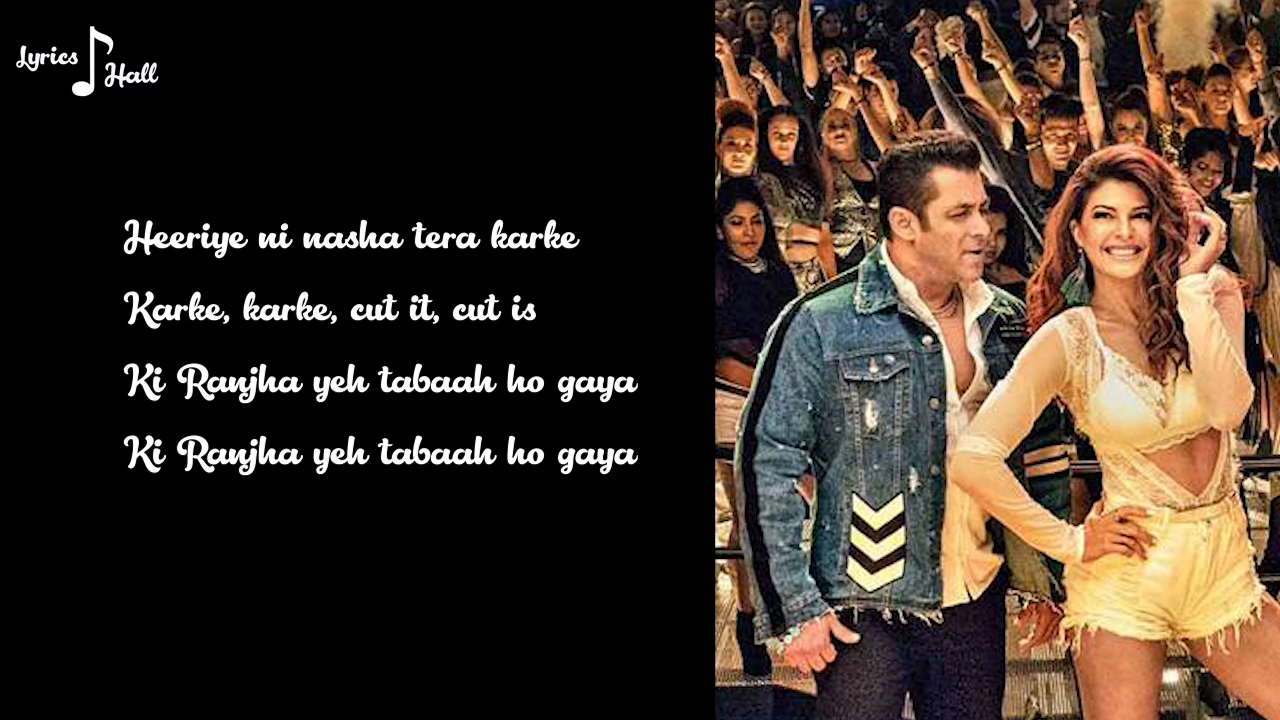 Lyrics
Hall
Heeriye ni nasha tera karke
Karke, karke, cut it, cut is
Ki Ranjha yeh tabaah ho gaya
Ki Ranjha yeh tabaah ho gaya